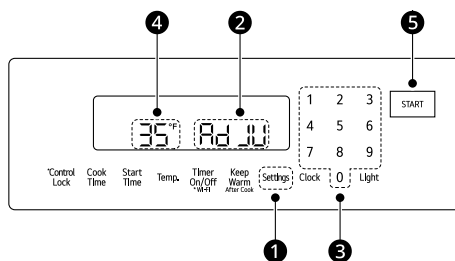 4 2 5
1 2 3
START
35°F Ad JU
4 5 6
7 8 9
*Control Lock
Cook Time
Start Time
Temp.
Timer On/Off
*Wi-Fi
Keep Warm
After Cook
Settings
Clock
0
Light
1 3